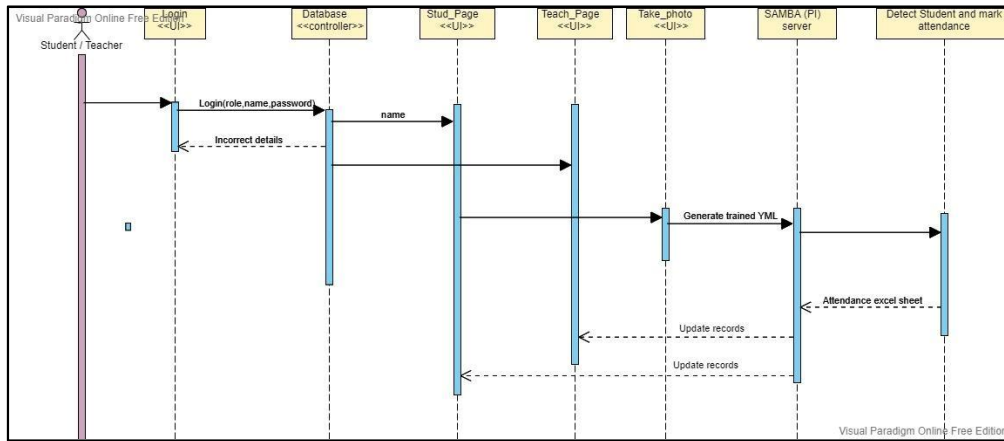 Visual Paradigm Online Free Edition
Student / Teacher
Login
<<UI>>
Database
<<controller>>
Stud_Page
<<UI>>
Teach_Page
<<UI>>
Take_photo
<<UI>>
SAMBA (PI)
server
Detect Student and mark
attendance
Login(role,name,password)
name
Incorrect details
Generate trained YML
Attendance excel sheet
Update records
Update records
Visual Paradigm Online Free Edition